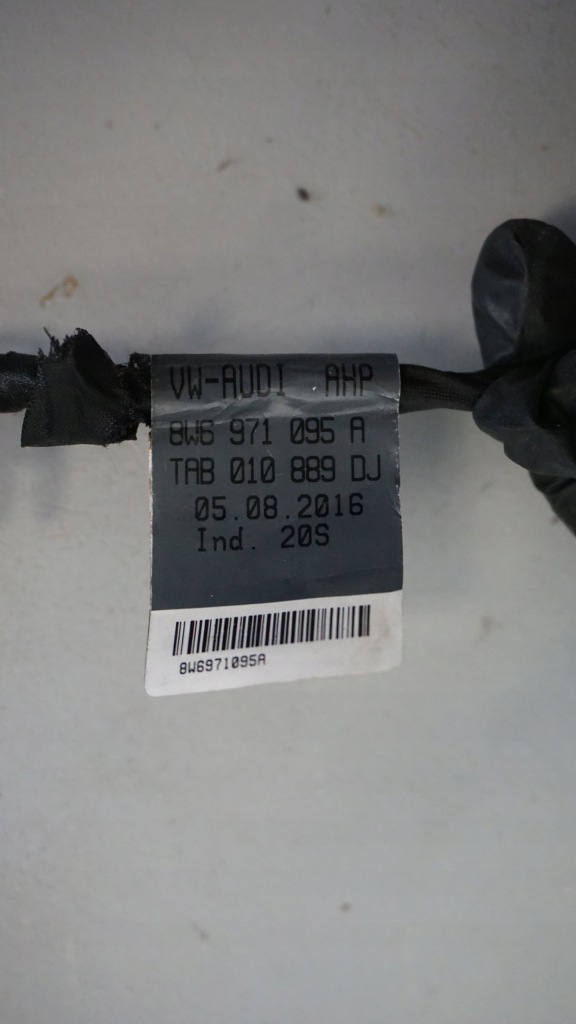 VW-AUDI AHP
8W6 971 095 A
TAB 010 889 DJ
05.08.2016
Ind. 20S
8W6971095A